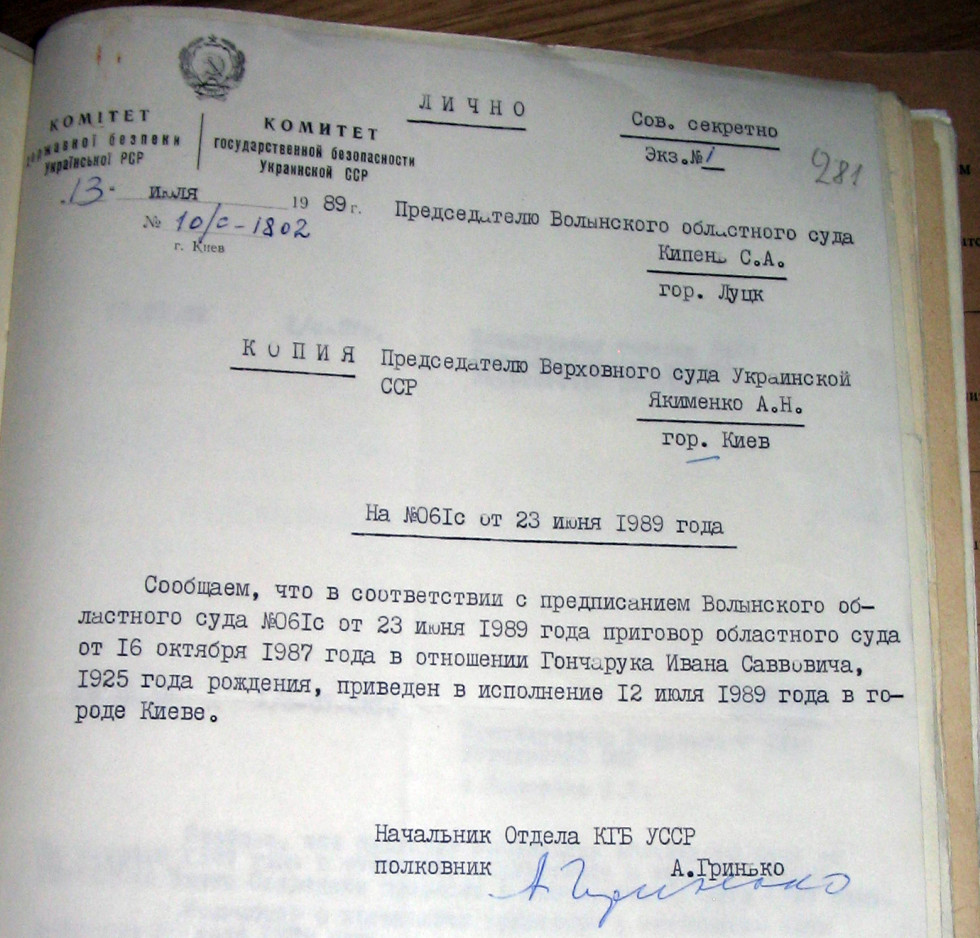 ЛИЧНО
Сов. секретно
Экз.№1
281
КОМІТЕТ
державної безпеки
Української РСР
КОМИТЕТ
государственной безопасности
Украинской ССР
13 июля 1989 г.
№ 10/с-1802
г. Киев
Председателю Волынского областного суда
Кипень С.А.
гор. Луцк
КОПИЯ Председателю Верховного суда Украинской
ССР
Якименко А.Н.
гор. Киев
На №061с от 23 июня 1989 года
Сообщаем, что в соответствии с предписанием Волынского об-
ластного суда №061с от 23 июня 1989 года приговор областного суда
от 16 октября 1987 года в отношении Гончарука Ивана Саввовича,
1925 года рождения, приведен в исполнение 12 июля 1989 года в го-
роде Киеве.
Начальник Отдела КГБ УССР
полковник А.Гринько
А Гринько